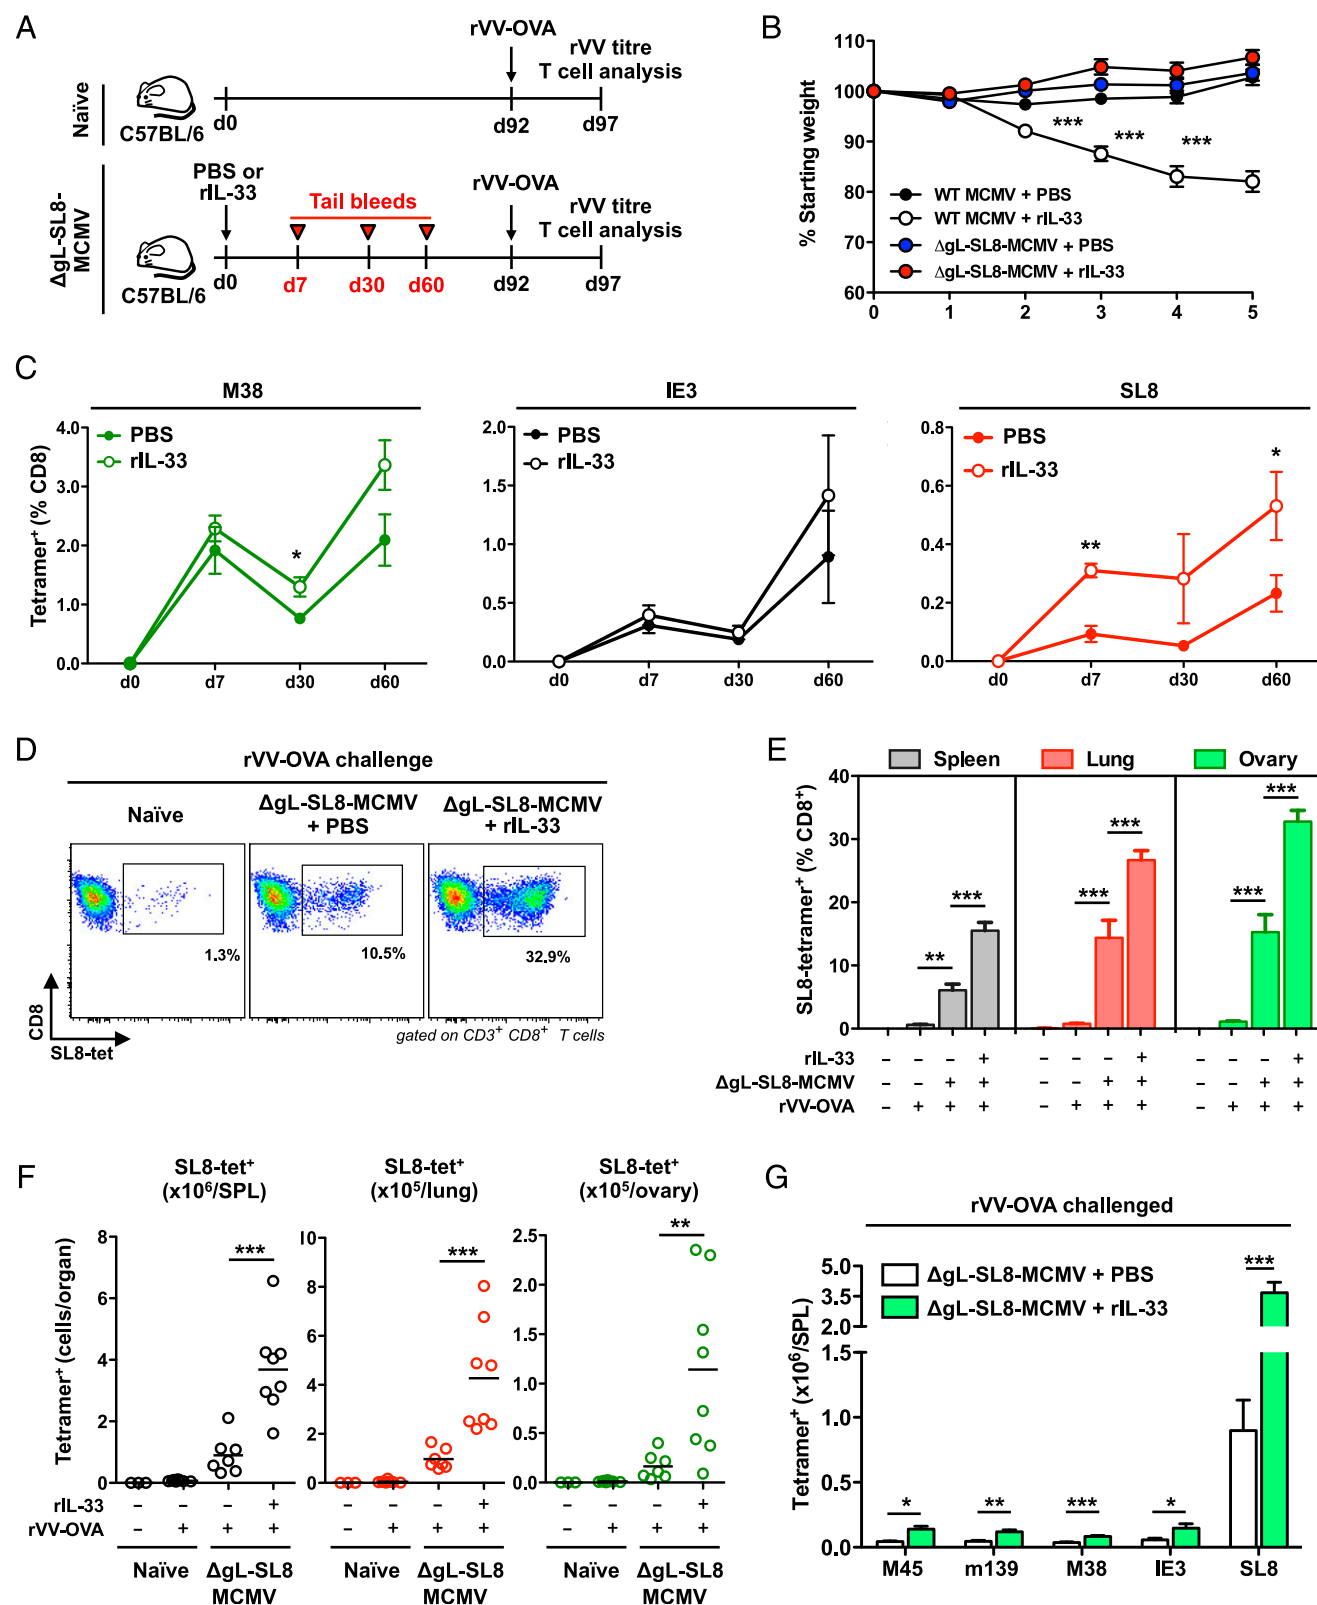 A
Naïve
C57BL/6
d0
rVV-OVA
d92
rVV titre
T cell analysis
d97
ΔgL-SL8-
MCMV
C57BL/6
PBS or
rIL-33
d0
Tail bleeds
d7
d30
d60
rVV-OVA
d92
rVV titre
T cell analysis
d97
B
% Starting weight
110
100
90
80
70
60
0 1 2 3 4 5
*** *** ***
WT MCMV + PBS
WT MCMV + rIL-33
ΔgL-SL8-MCMV + PBS
ΔgL-SL8-MCMV + rIL-33
C
Tetramer⁺ (% CD8)
M38
PBS
rIL-33
4.0
3.0
2.0
1.0
0.0
*
d0 d7 d30 d60
IE3
PBS
rIL-33
2.0
1.5
1.0
0.5
0.0
d0 d7 d30 d60
SL8
PBS
rIL-33
0.8
0.6
0.4
0.2
0.0
** *
d0 d7 d30 d60
D
rVV-OVA challenge
Naïve
ΔgL-SL8-MCMV
+ PBS
ΔgL-SL8-MCMV
+ rIL-33
1.3%
10.5%
32.9%
CD8
SL8-tet
gated on CD3⁺ CD8⁺ T cells
E
Spleen Lung Ovary
SL8-tetramer⁺ (% CD8⁺)
40
30
20
10
0
** ***
*** ***
*** ***
rIL-33 – – – + – – – + – – – +
ΔgL-SL8-MCMV – – + + – – + + – – + +
rVV-OVA – + + + – + + + – + + +
F
Tetramer⁺ (cells/organ)
SL8-tet⁺
(x10⁶/SPL)
8
6
4
2
0
***
SL8-tet⁺
(x10⁵/lung)
10
8
6
4
2
0
***
SL8-tet⁺
(x10⁵/ovary)
2.5
2.0
1.5
1.0
0.5
0.0
**
rIL-33 – – – + – – – + – – – +
rVV-OVA – + + + – + + + – + + +
Naïve ΔgL-SL8 Naïve ΔgL-SL8 Naïve ΔgL-SL8
MCMV MCMV MCMV
G
rVV-OVA challenged
ΔgL-SL8-MCMV + PBS
ΔgL-SL8-MCMV + rIL-33
Tetramer⁺ (x10⁶/SPL)
5.0
3.5
2.0
1.5
1.0
0.5
0.0
* ** *** * ***
M45 m139 M38 IE3 SL8